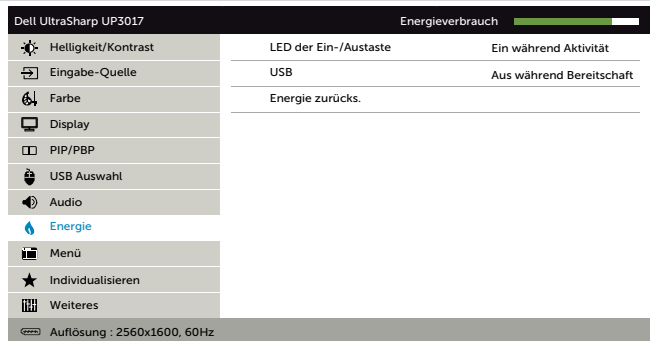 Dell UltraSharp UP3017 Energieverbrauch
Helligkeit/Kontrast LED der Ein-/Austaste Ein während Aktivität
Eingabe-Quelle USB Aus während Bereitschaft
Farbe Energie zurücks.
Display
PIP/PBP
USB Auswahl
Audio
Energie
Menü
Individualisieren
Weiteres
Auflösung : 2560x1600, 60Hz